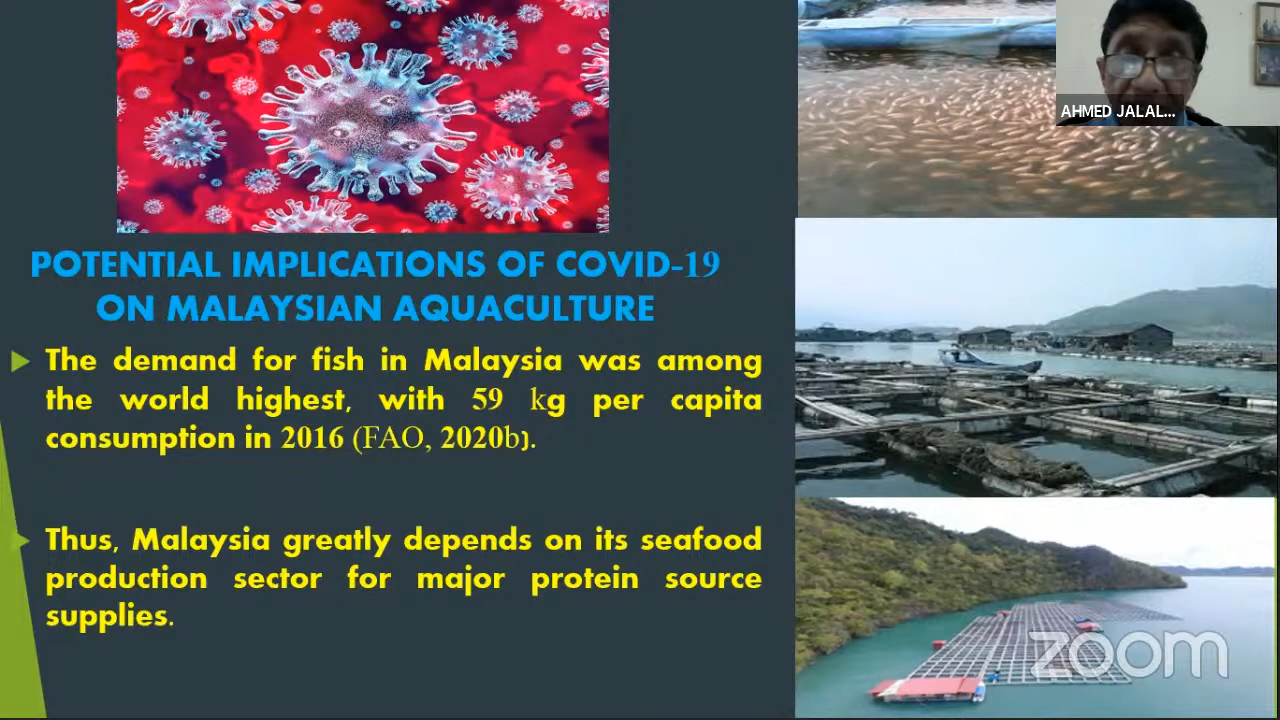 AHMED JALAL...
POTENTIAL IMPLICATIONS OF COVID-19
ON MALAYSIAN AQUACULTURE
The demand for fish in Malaysia was among
the world highest, with 59 kg per capita
consumption in 2016 (FAO, 2020b).
Thus, Malaysia greatly depends on its seafood
production sector for major protein source
supplies.
zoom